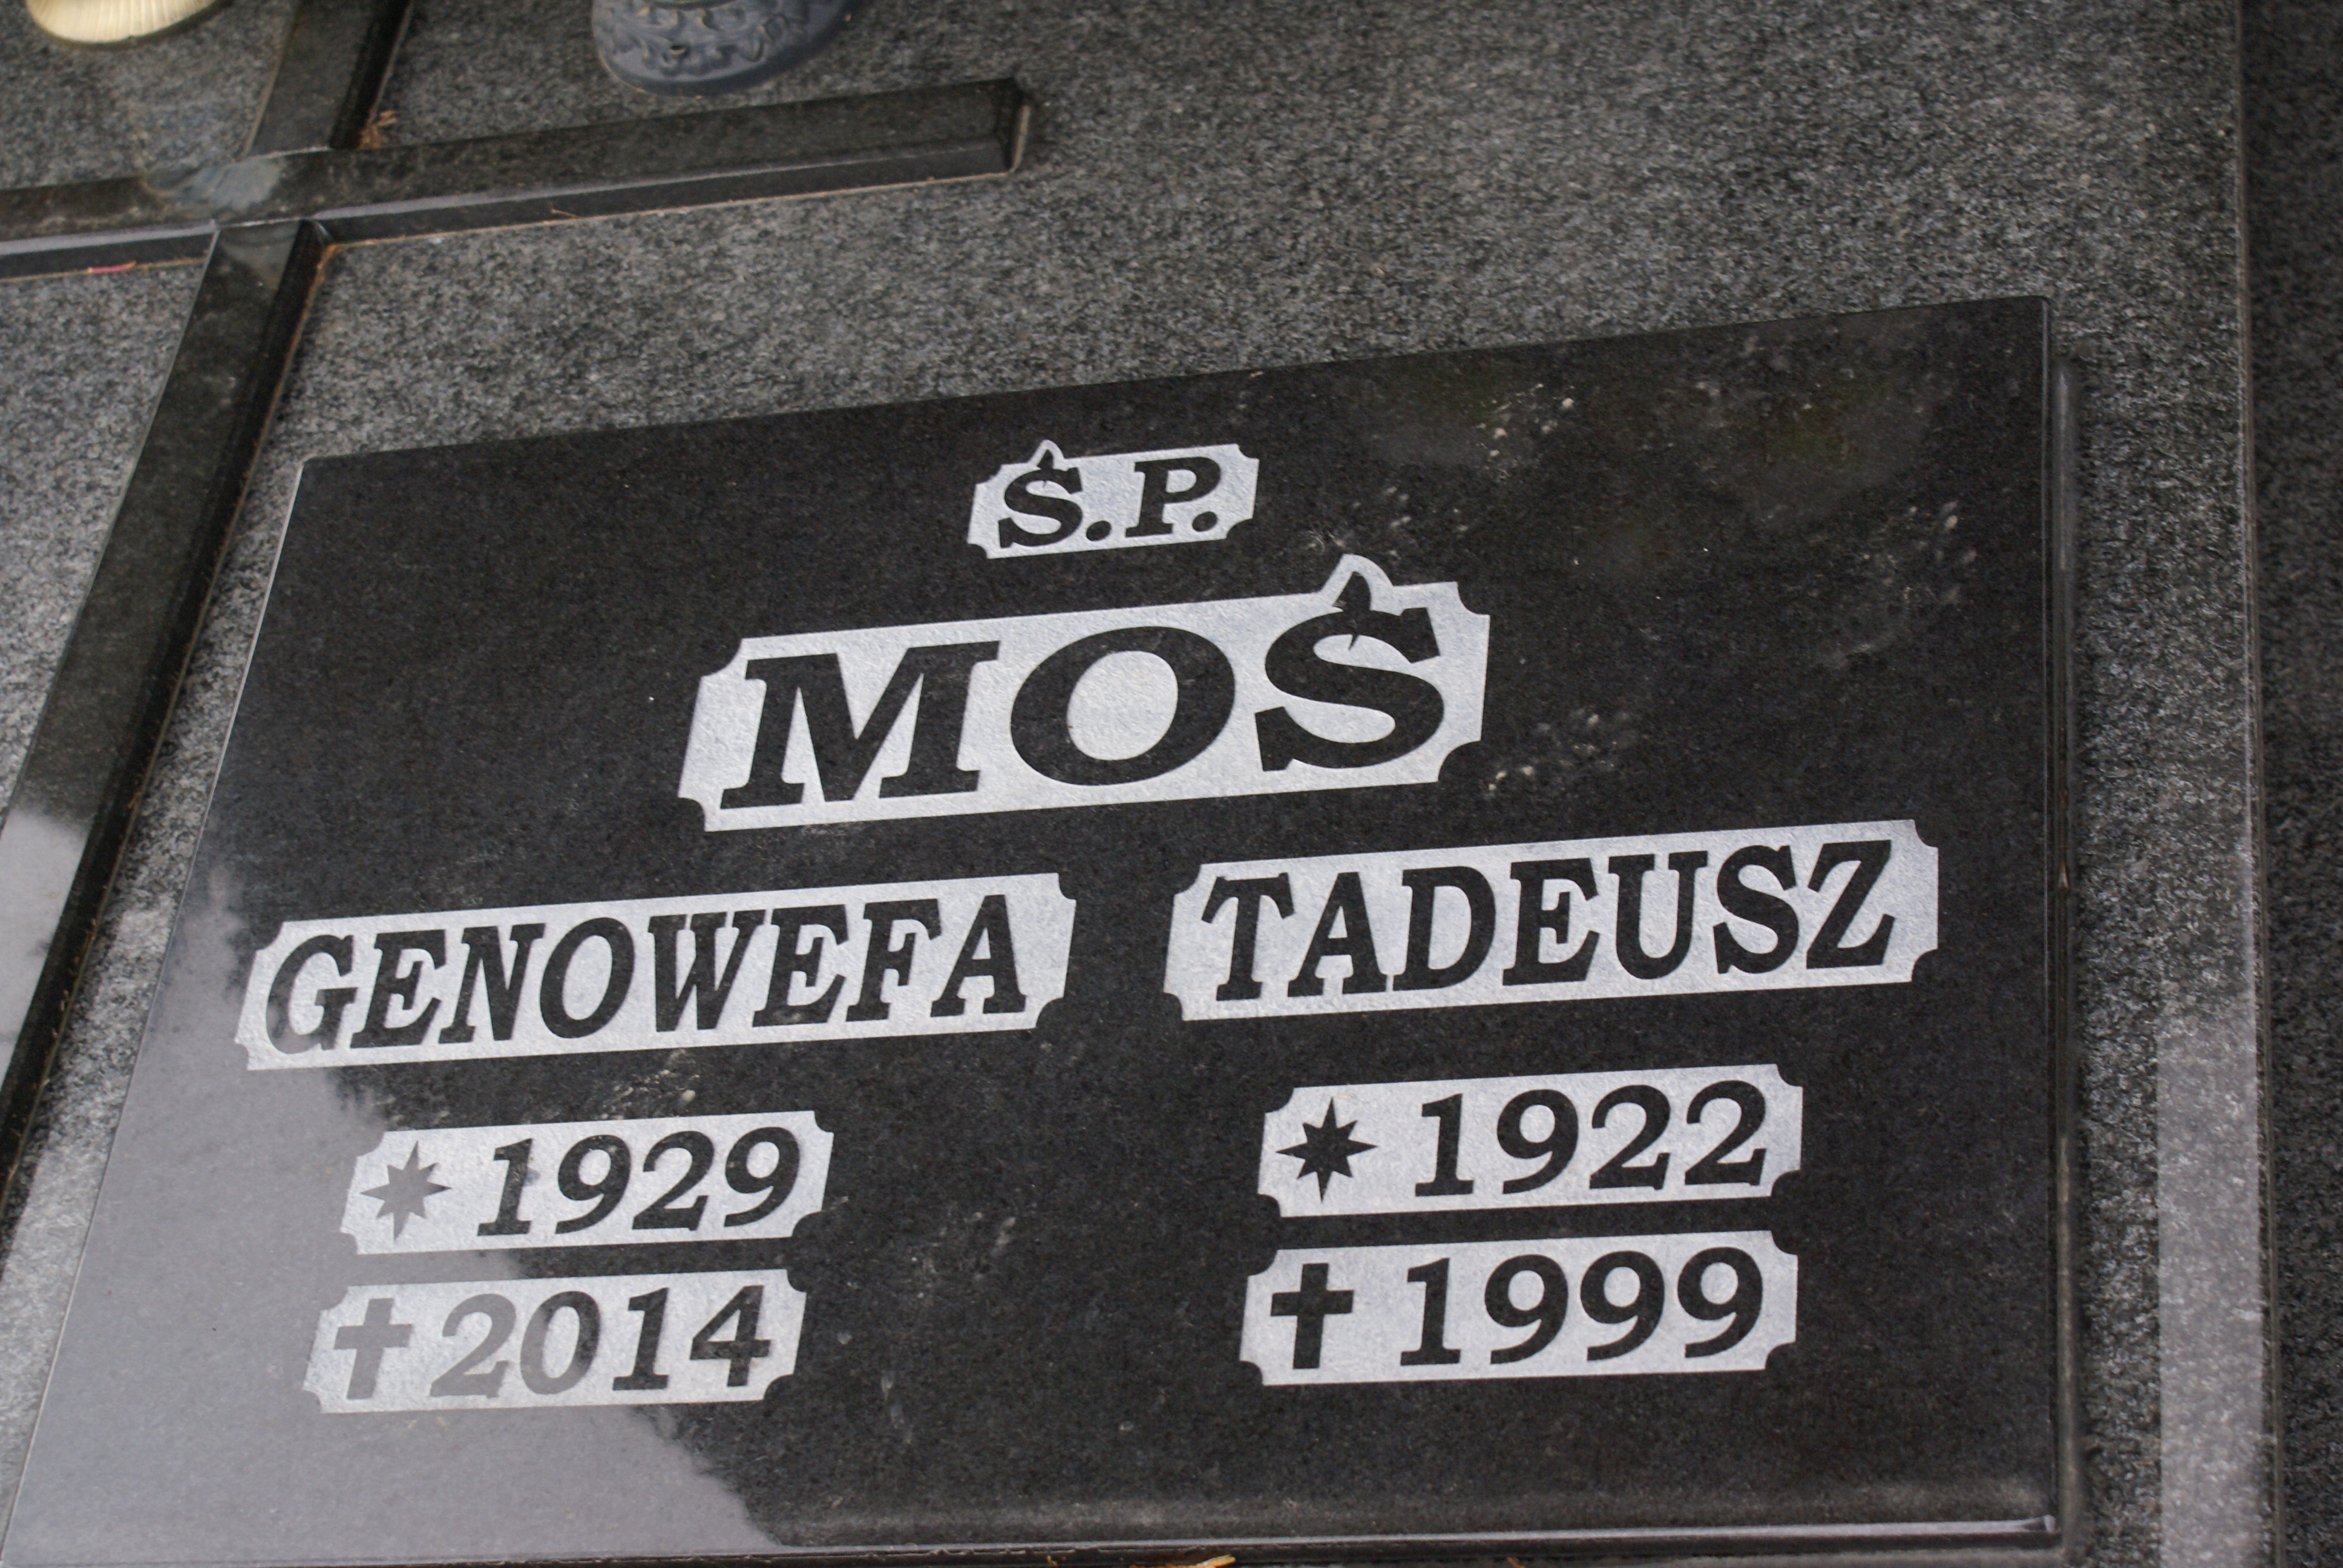 Ś.P.
MOŚ
GENOWEFA TADEUSZ
1929 1922
2014 1999